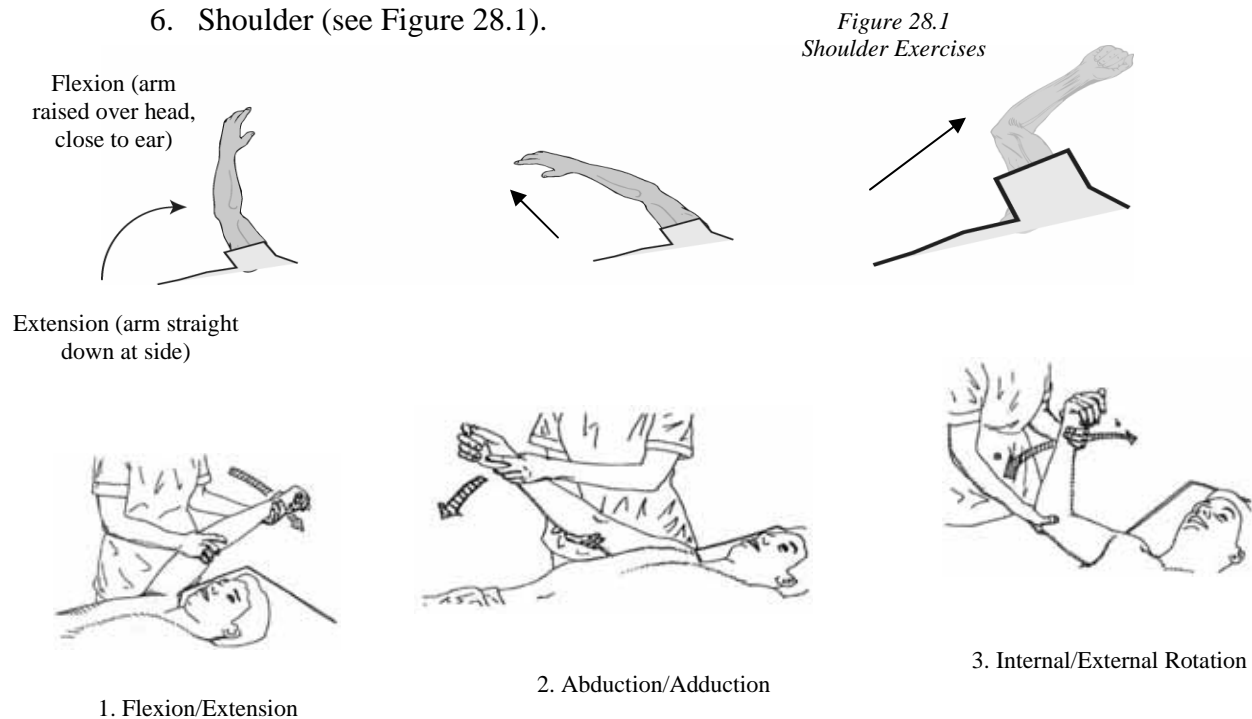 6. Shoulder (see Figure 28.1).
Figure 28.1
Shoulder Exercises
Flexion (arm
raised over head,
close to ear)
Extension (arm straight
down at side)
1. Flexion/Extension
2. Abduction/Adduction
3. Internal/External Rotation